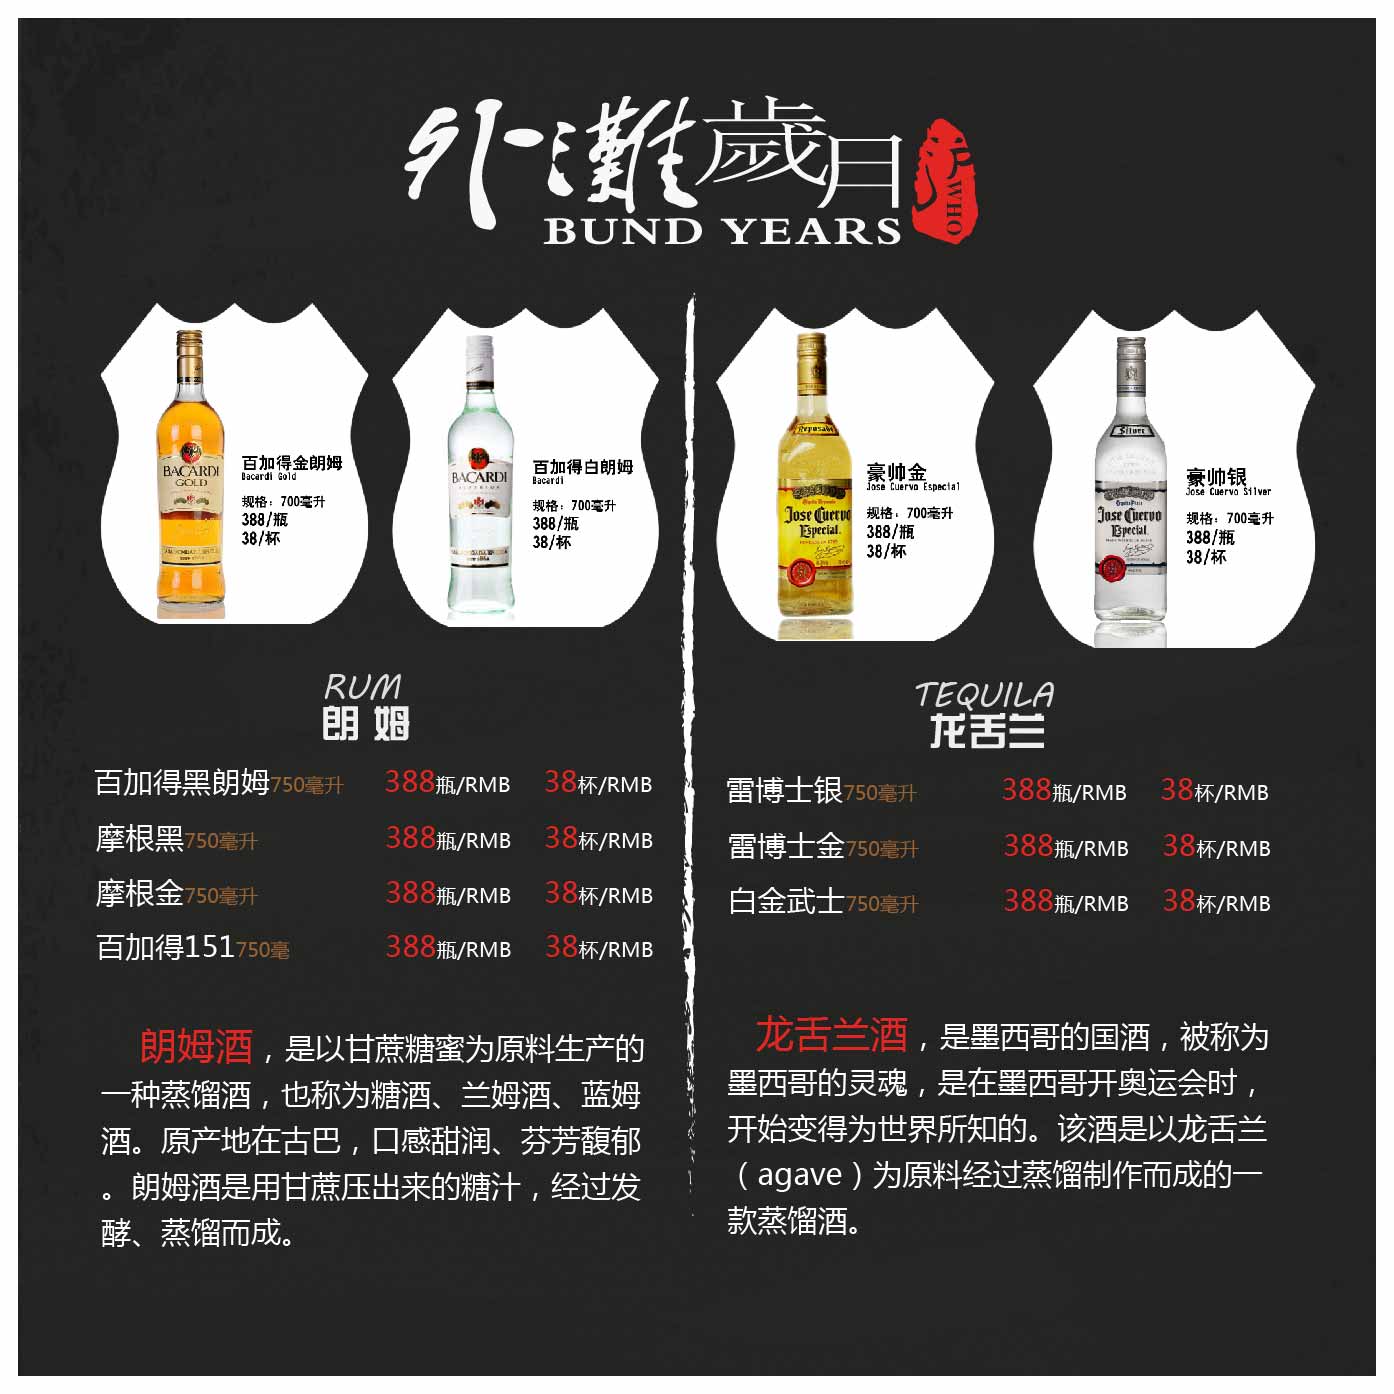 外灘歲月
BUND YEARS
WHO
BACARDI
GOLD
百加得金朗姆
Bacardi Gold
规格：700毫升
388/瓶
38/杯
BACARDI
SUPERIOR
百加得白朗姆
Bacardi
规格：700毫升
388/瓶
38/杯
Reposado
Jose Cuervo
Especial
豪帅金
Jose Cuervo Especial
规格：700毫升
388/瓶
38/杯
Silver
Jose Cuervo
Especial
豪帅银
Jose Cuervo Silver
规格：700毫升
388/瓶
38/杯
RUM
朗 姆
百加得黑朗姆750毫升 388瓶/RMB 38杯/RMB
摩根黑750毫升 388瓶/RMB 38杯/RMB
摩根金750毫升 388瓶/RMB 38杯/RMB
百加得151750毫 388瓶/RMB 38杯/RMB
朗姆酒，是以甘蔗糖蜜为原料生产的
一种蒸馏酒，也称为糖酒、兰姆酒、蓝姆
酒。原产地在古巴，口感甜润、芬芳馥郁
。朗姆酒是用甘蔗压出来的糖汁，经过发
酵、蒸馏而成。
TEQUILA
龙舌兰
雷博士银750毫升 388瓶/RMB 38杯/RMB
雷博士金750毫升 388瓶/RMB 38杯/RMB
白金武士750毫升 388瓶/RMB 38杯/RMB
龙舌兰酒，是墨西哥的国酒，被称为
墨西哥的灵魂，是在墨西哥开奥运会时，
开始变得为世界所知的。该酒是以龙舌兰
（agave）为原料经过蒸馏制作而成的一
款蒸馏酒。